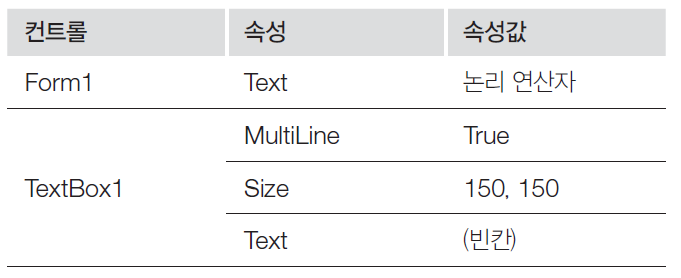 컨트롤 속성 속성값
Form1 Text 논리 연산자
MultiLine True
TextBox1 Size 150, 150
Text (빈칸)